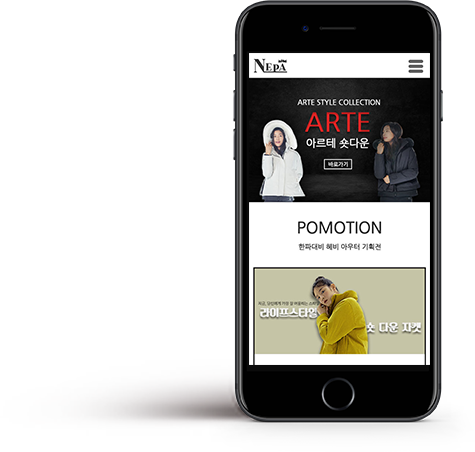 NEPA
ARTE STYLE COLLECTION
ARTE
아르테 숏다운
바로가기
POMOTION
한파대비 헤비 아우터 기획전
라이프스타일
숏 다운 자켓